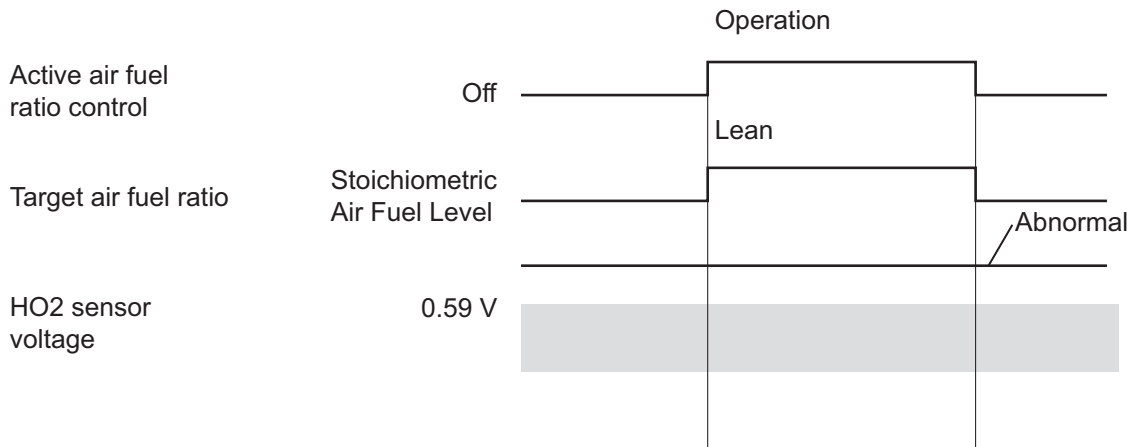 Operation
Active air fuel
ratio control
Off
Lean
Target air fuel ratio
Stoichiometric
Air Fuel Level
Abnormal
HO2 sensor
voltage
0.59 V